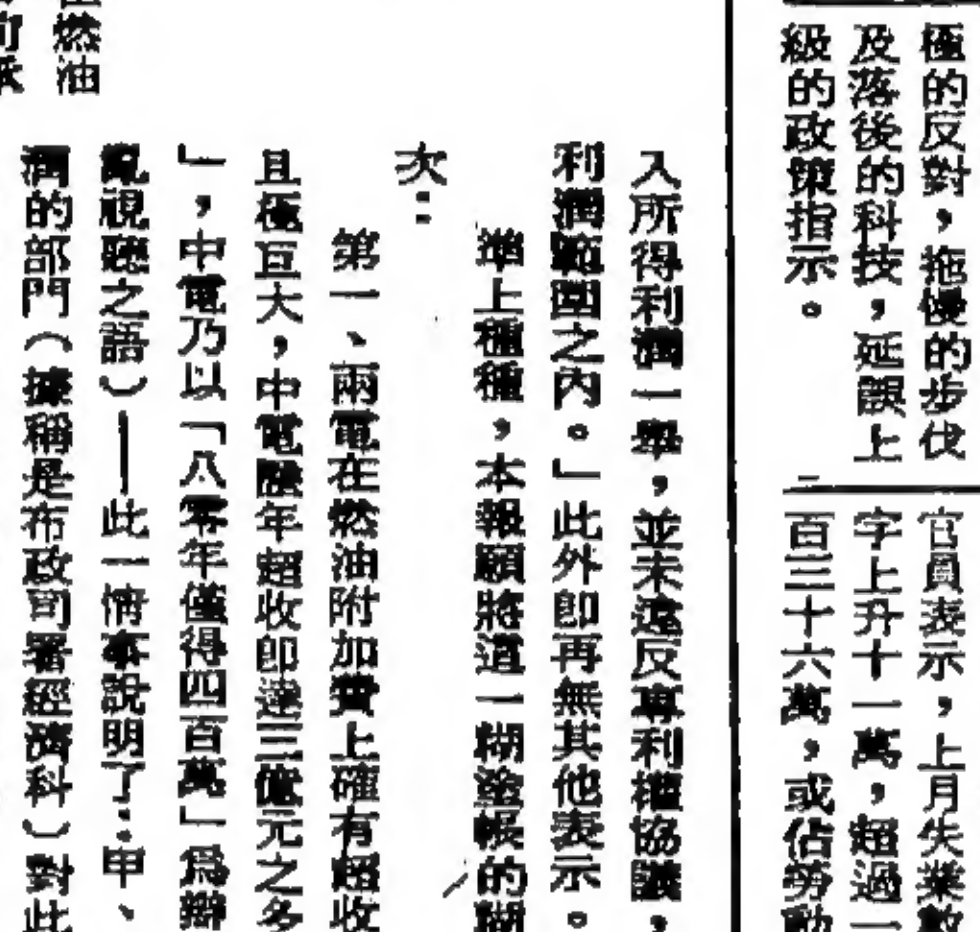 極的反對，拖慢的步伐
及落後的科技，延誤上
級的政策指示。
官員表示，上月失業數
字上升十一萬，超過一
百三十六萬，或佔勞動
入所得利潤一舉，並未違反專利權協議，
利潤範圍之內。」此外即再無其他表示。
準上種種，本報願將這一糊塗帳的糊
次：
第一、兩電在燃油附加費上確有超收
且極巨大，中電歷年超收即達三億元之多
」，中電乃以「八零年僅得四百萬」爲辯
亂視聽之語）——此一情事說明了：甲、
潤的部門（據稱是布政司署經濟科）對此
燃油